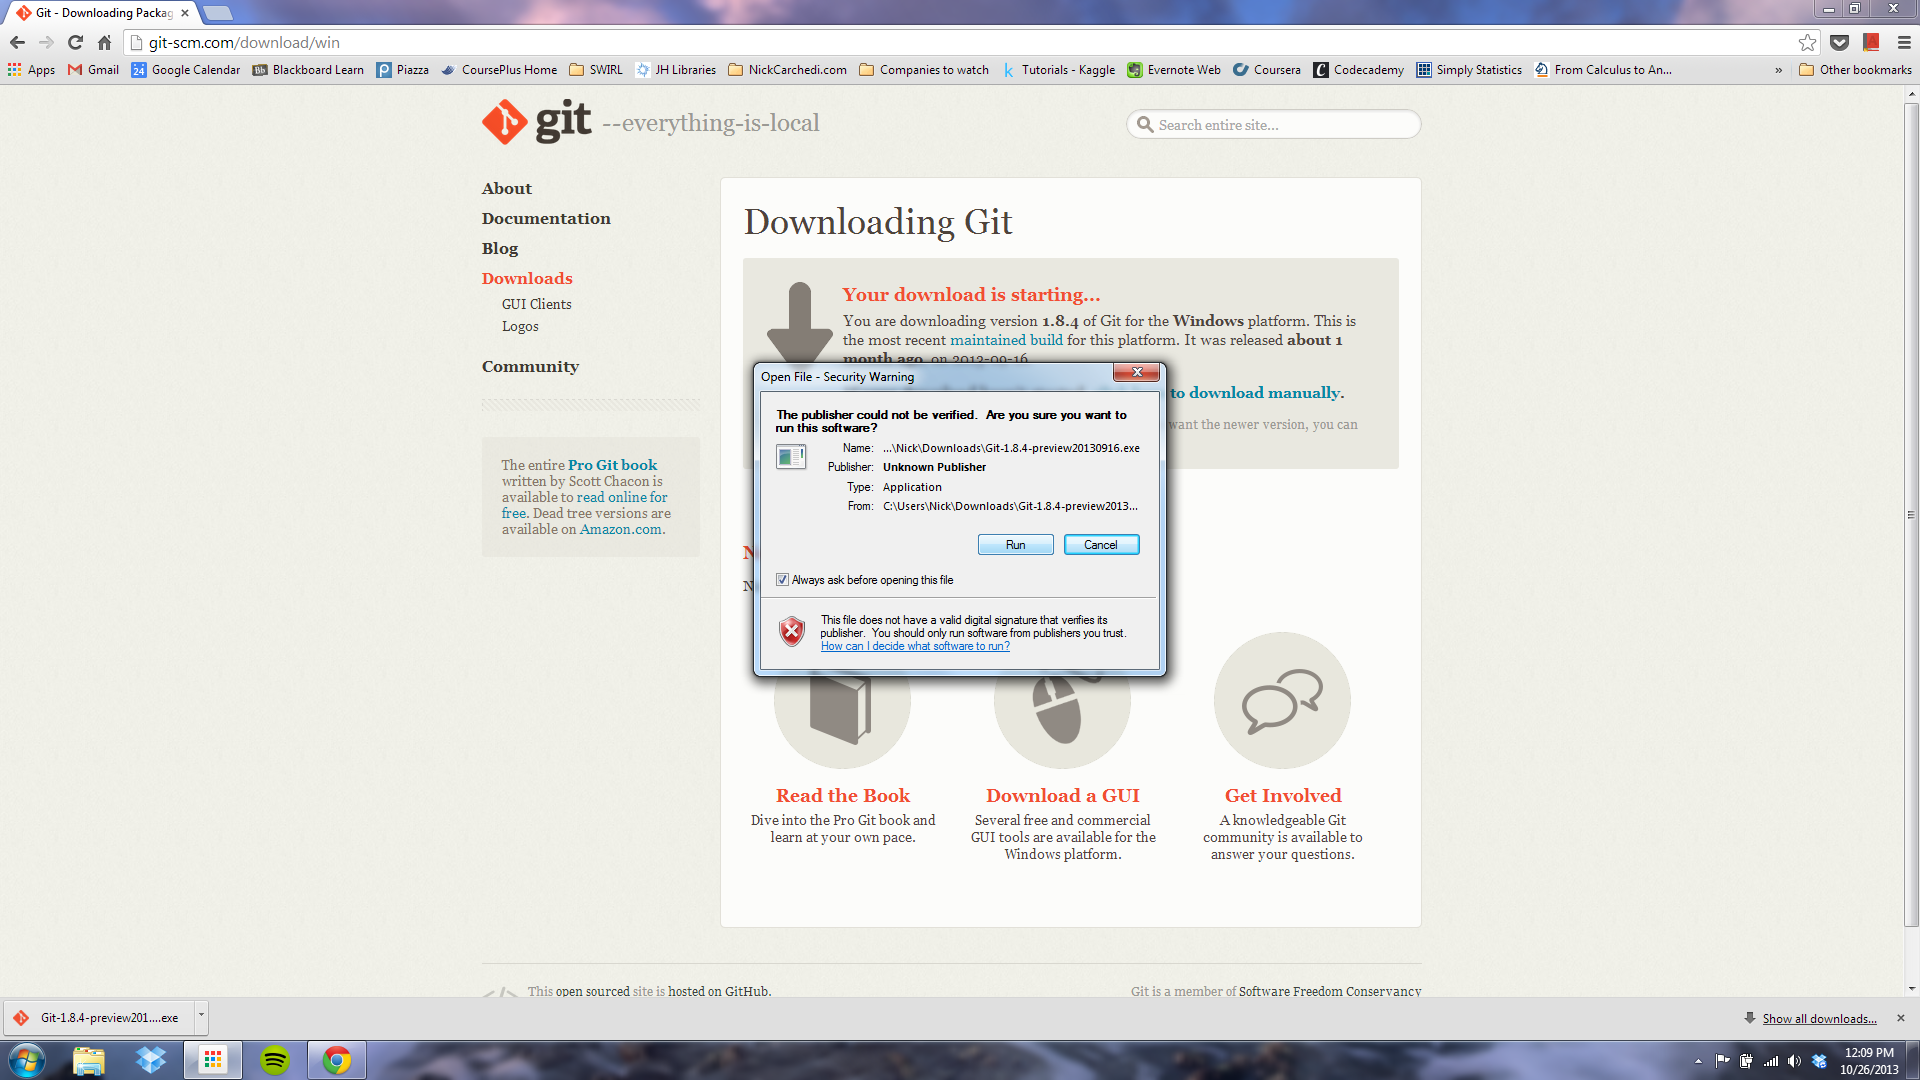 Git - Downloading Packag
git-scm.com/download/win
Apps Gmail 24 Google Calendar Bb Blackboard Learn Piazza CoursePlus Home SWIRL JH Libraries NickCarchedi.com Companies to watch Tutorials - Kaggle Evernote Web Coursera Codecademy Simply Statistics From Calculus to An... » Other bookmarks
git --everything-is-local
Search entire site...
About
Documentation
Blog
Downloads
GUI Clients
Logos
Community
The entire Pro Git book
written by Scott Chacon is
available to read online for
free. Dead tree versions are
available on Amazon.com.
Downloading Git
Your download is starting...
You are downloading version 1.8.4 of Git for the Windows platform. This is
the most recent maintained build for this platform. It was released about 1
month ago, on 2013-09-16.
to download manually.
want the newer version, you can
Open File - Security Warning
The publisher could not be verified. Are you sure you want to
run this software?
Name: ...\Nick\Downloads\Git-1.8.4-preview20130916.exe
Publisher: Unknown Publisher
Type: Application
From: C:\Users\Nick\Downloads\Git-1.8.4-preview2013...
Run Cancel
Always ask before opening this file
This file does not have a valid digital signature that verifies its
publisher. You should only run software from publishers you trust.
How can I decide what software to run?
Read the Book
Dive into the Pro Git book and
learn at your own pace.
Download a GUI
Several free and commercial
GUI tools are available for the
Windows platform.
Get Involved
A knowledgeable Git
community is available to
answer your questions.
This open sourced site is hosted on GitHub.
Git is a member of Software Freedom Conservancy
Git-1.8.4-preview201....exe
Show all downloads...
12:09 PM
10/26/2013